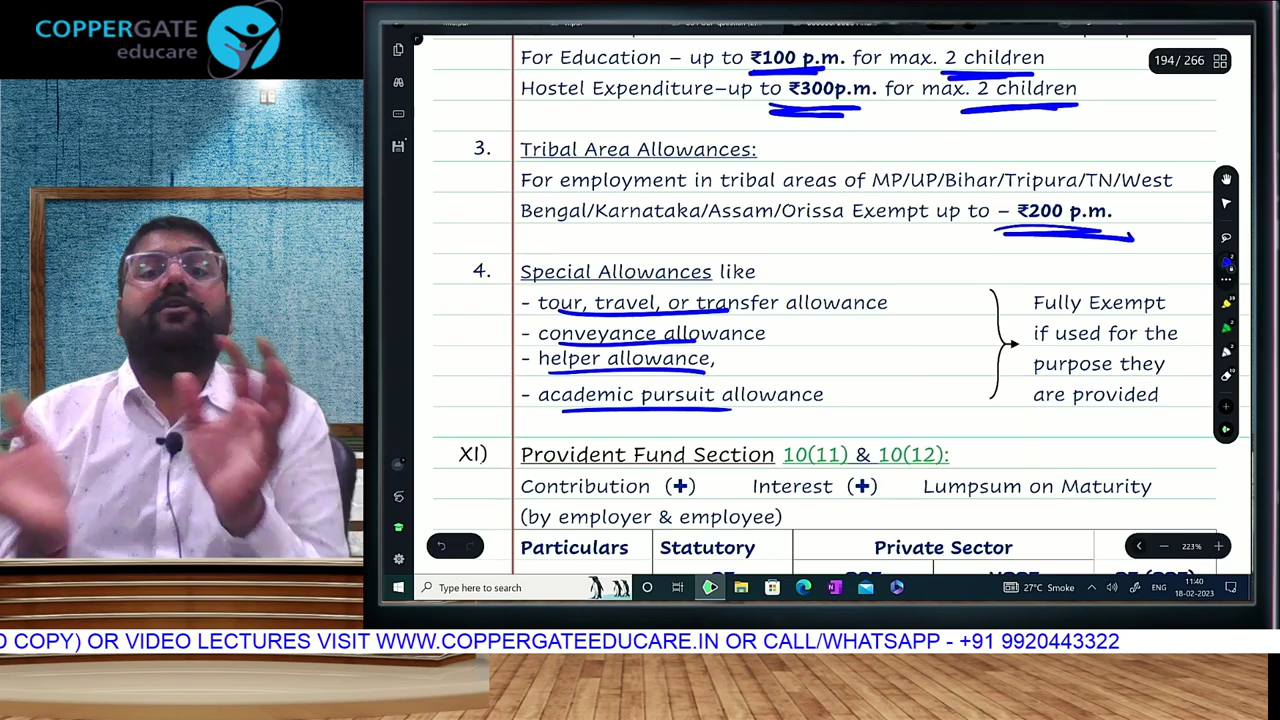 COPPERGATE
educare
For Education – up to ₹100 p.m. for max. 2 children
Hostel Expenditure–up to ₹300p.m. for max. 2 children
194 / 266
3. Tribal Area Allowances:
For employment in tribal areas of MP/UP/Bihar/Tripura/TN/West
Bengal/Karnataka/Assam/Orissa Exempt up to – ₹200 p.m.
4. Special Allowances like
- tour, travel, or transfer allowance
- conveyance allowance
- helper allowance,
- academic pursuit allowance
Fully Exempt
if used for the
purpose they
are provided
XI) Provident Fund Section 10(11) & 10(12):
Contribution (+) Interest (+) Lumpsum on Maturity
(by employer & employee)
Particulars Statutory Private Sector
223%
Type here to search
27°C Smoke
ENG
11:40
18-02-2023
COPY) OR VIDEO LECTURES VISIT WWW.COPPERGATEEDUCARE.IN OR CALL/WHATSAPP - +91 9920443322